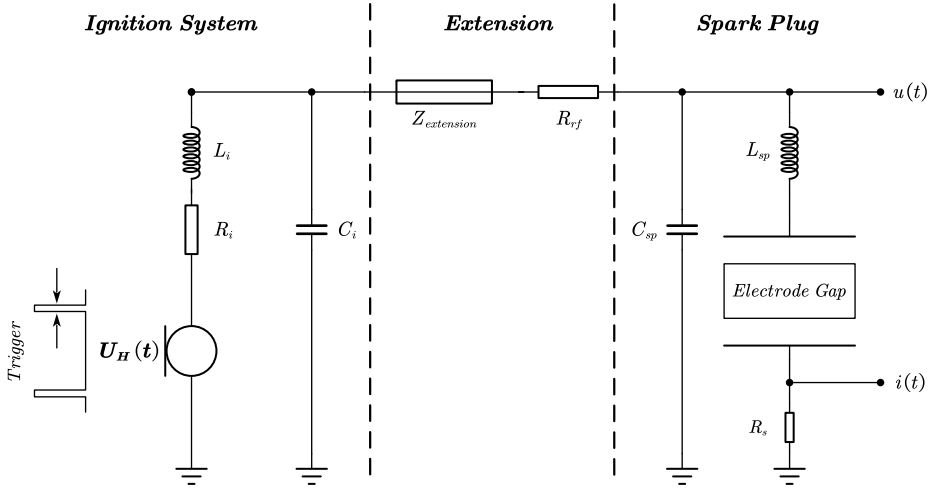 Ignition System
Extension
Spark Plug
u(t)
Z_extension
R_rf
L_i
L_sp
R_i
C_i
C_sp
Electrode Gap
Trigger
U_H(t)
i(t)
R_s